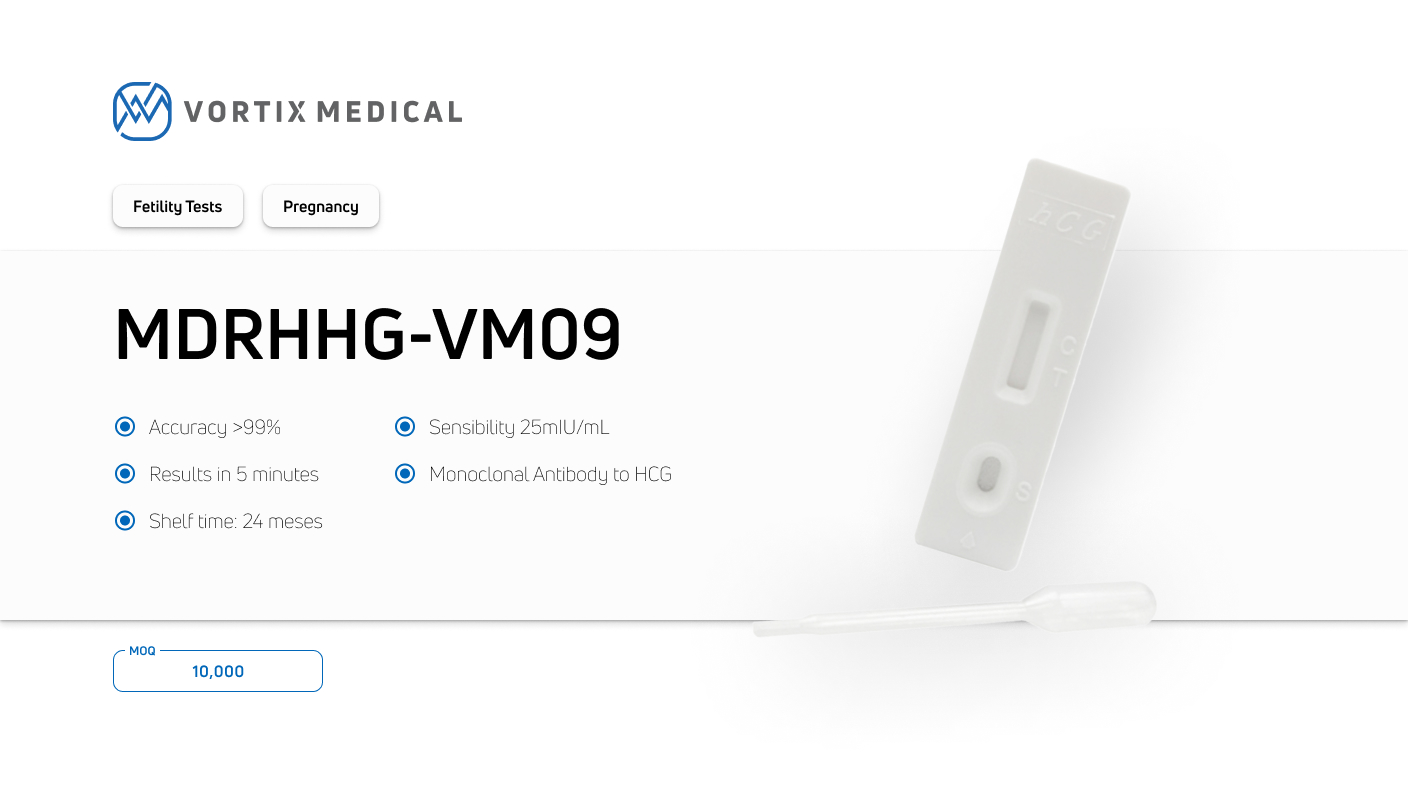 VORTIX MEDICAL
Fetility Tests
Pregnancy
MDRHHG-VM09
Accuracy >99%
Sensibility 25mIU/mL
Results in 5 minutes
Monoclonal Antibody to HCG
Shelf time: 24 meses
MOQ
10,000
hCG
C
T
S